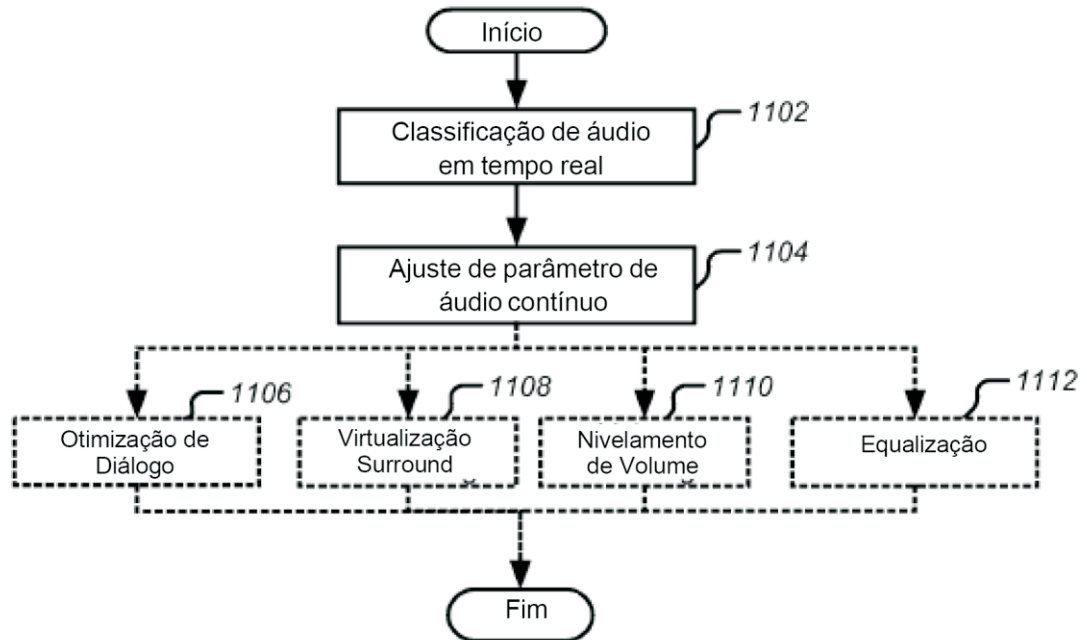 Início
Classificação de áudio
em tempo real
1102
Ajuste de parâmetro de
áudio contínuo
1104
1106
1108
1110
1112
Otimização de
Diálogo
Virtualização
Surround
Nivelamento
de Volume
Equalização
Fim